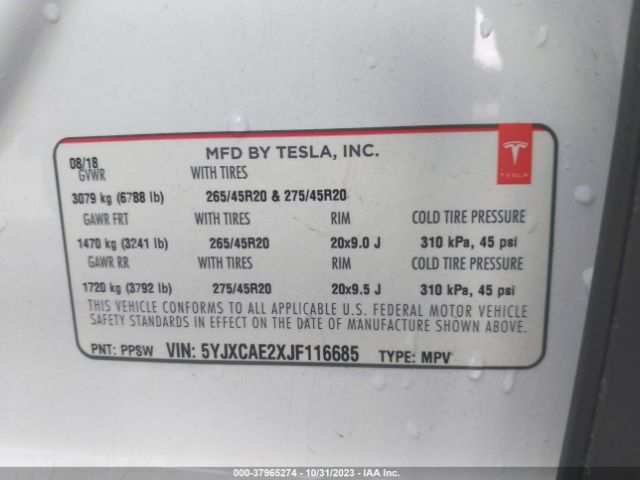 08/18 MFD BY TESLA, INC.
GVWR WITH TIRES
3079 kg (6788 lb) 265/45R20 & 275/45R20
GAWR FRT WITH TIRES RIM COLD TIRE PRESSURE
1470 kg (3241 lb) 265/45R20 20x9.0 J 310 kPa, 45 psi
GAWR RR WITH TIRES RIM COLD TIRE PRESSURE
1720 kg (3792 lb) 275/45R20 20x9.5 J 310 kPa, 45 psi
THIS VEHICLE CONFORMS TO ALL APPLICABLE U.S. FEDERAL MOTOR VEHICLE
SAFETY STANDARDS IN EFFECT ON THE DATE OF MANUFACTURE SHOWN ABOVE.
PNT: PPSW VIN: 5YJXCAE2XJF116685 TYPE: MPV
TESLA
000-37965274 - 10/31/2023 - IAA Inc.